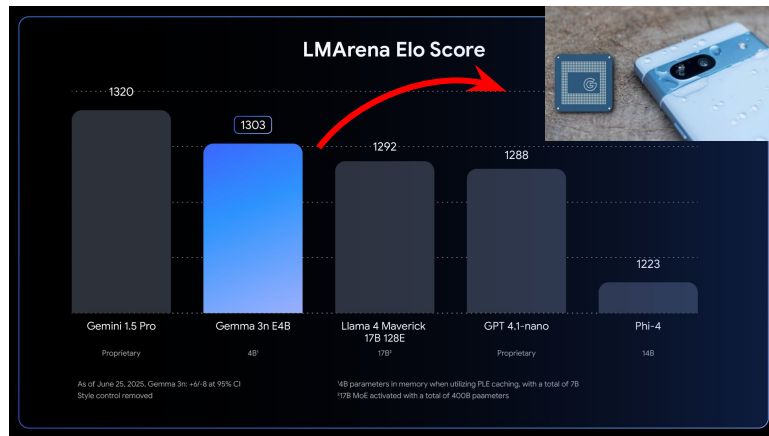 LMArena Elo Score
1320
1303
1292
1288
1223
Gemini 1.5 Pro
Gemma 3n E4B
Llama 4 Maverick
17B 128E
GPT 4.1-nano
Phi-4
Proprietary
4B¹
17B²
Proprietary
14B
As of June 25, 2025, Gemma 3n: +6/-8 at 95% CI
Style control removed
¹4B parameters in memory when utilizing PLE caching, with a total of 7B
²17B MoE activated with a total of 400B paameters
G